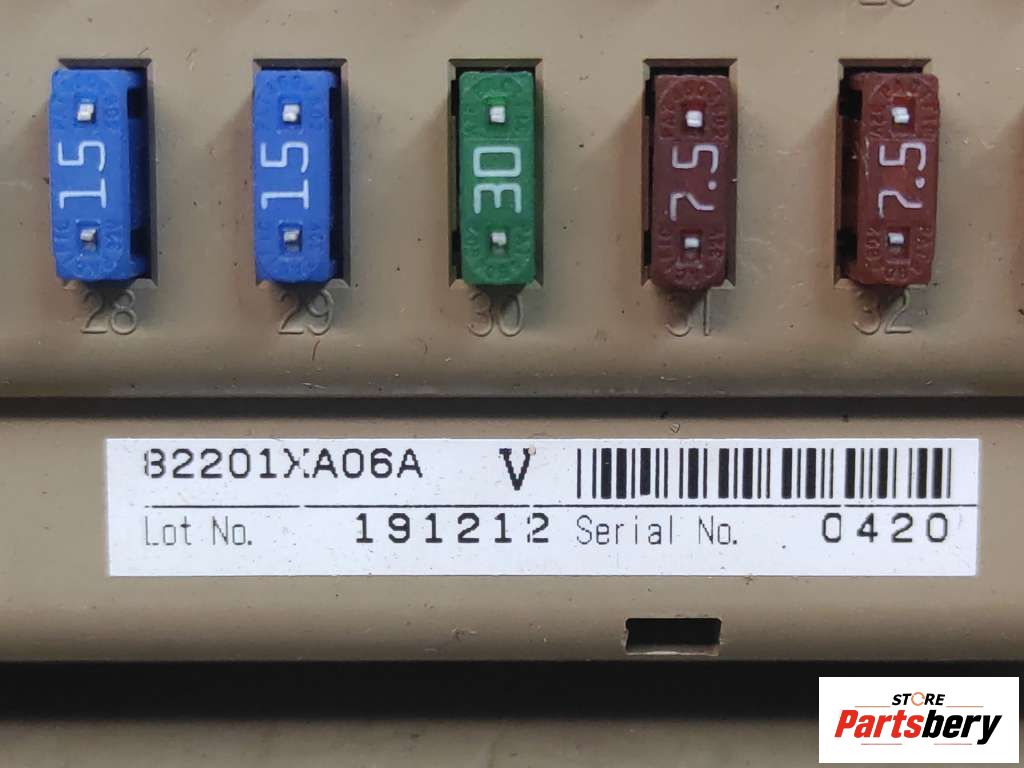 15 15 30 7.5 7.5
28 29 30 31 32
82201XA06A V
Lot No. 191212 Serial No. 0420
STORE
Partsbery